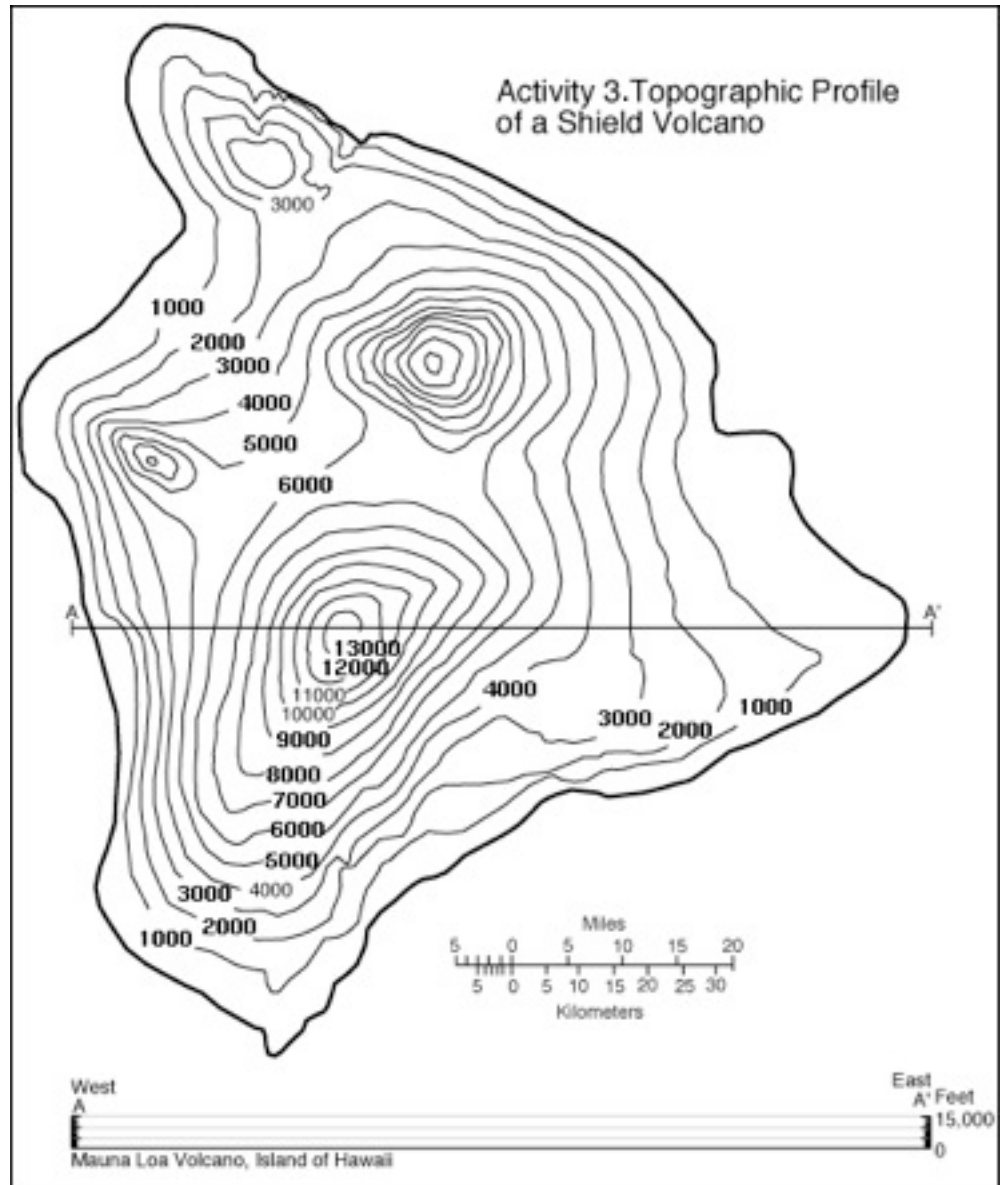 Activity 3.Topographic Profile
of a Shield Volcano
3000
1000
2000
3000
4000
5000
6000
A
A'
13000
12000
11000
10000
9000
8000
7000
6000
5000
4000
3000
2000
1000
4000
3000
2000
1000
Miles
5 0 5 10 15 20
5 0 5 10 15 20 25 30
Kilometers
West
A
East
A' Feet
15,000
0
Mauna Loa Volcano, Island of Hawaii